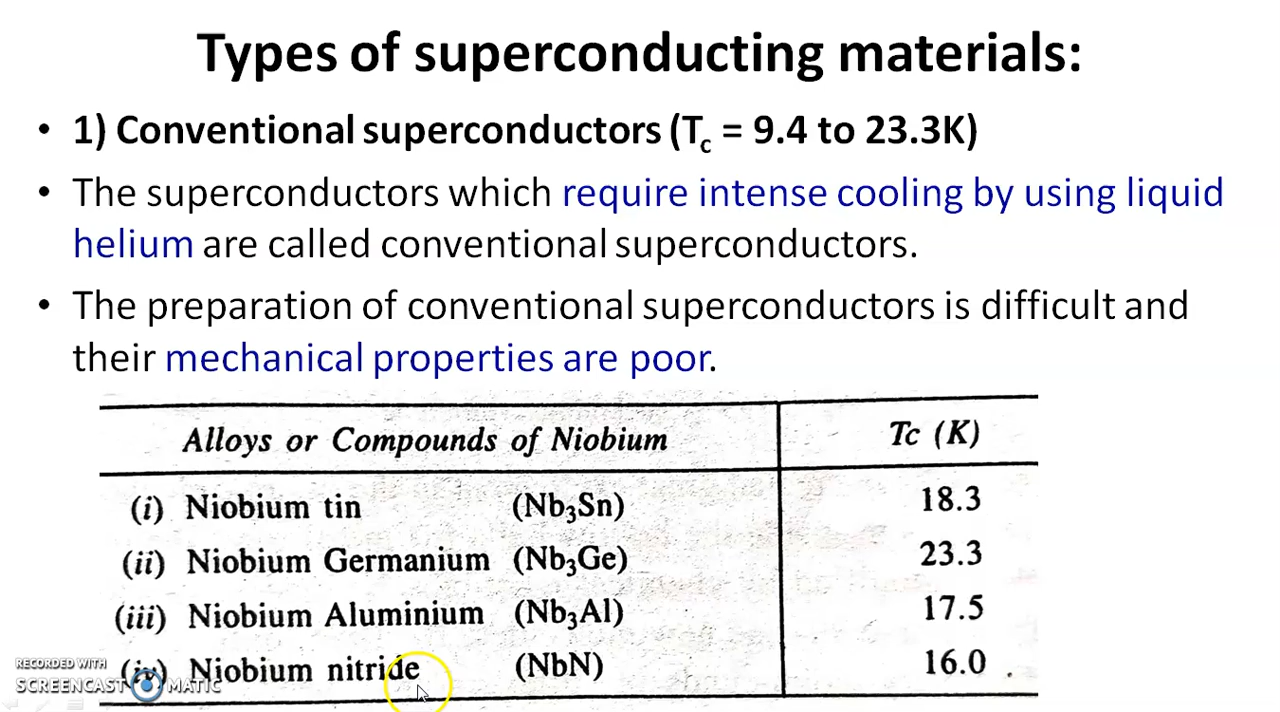 Types of superconducting materials:
• 1) Conventional superconductors (Tc = 9.4 to 23.3K)
• The superconductors which require intense cooling by using liquid
helium are called conventional superconductors.
• The preparation of conventional superconductors is difficult and
their mechanical properties are poor.
Alloys or Compounds of Niobium Tc (K)
(i) Niobium tin (Nb3Sn) 18.3
(ii) Niobium Germanium (Nb3Ge) 23.3
(iii) Niobium Aluminium (Nb3Al) 17.5
(iv) Niobium nitride (NbN) 16.0
RECORDED WITH
SCREENCAST MATIC